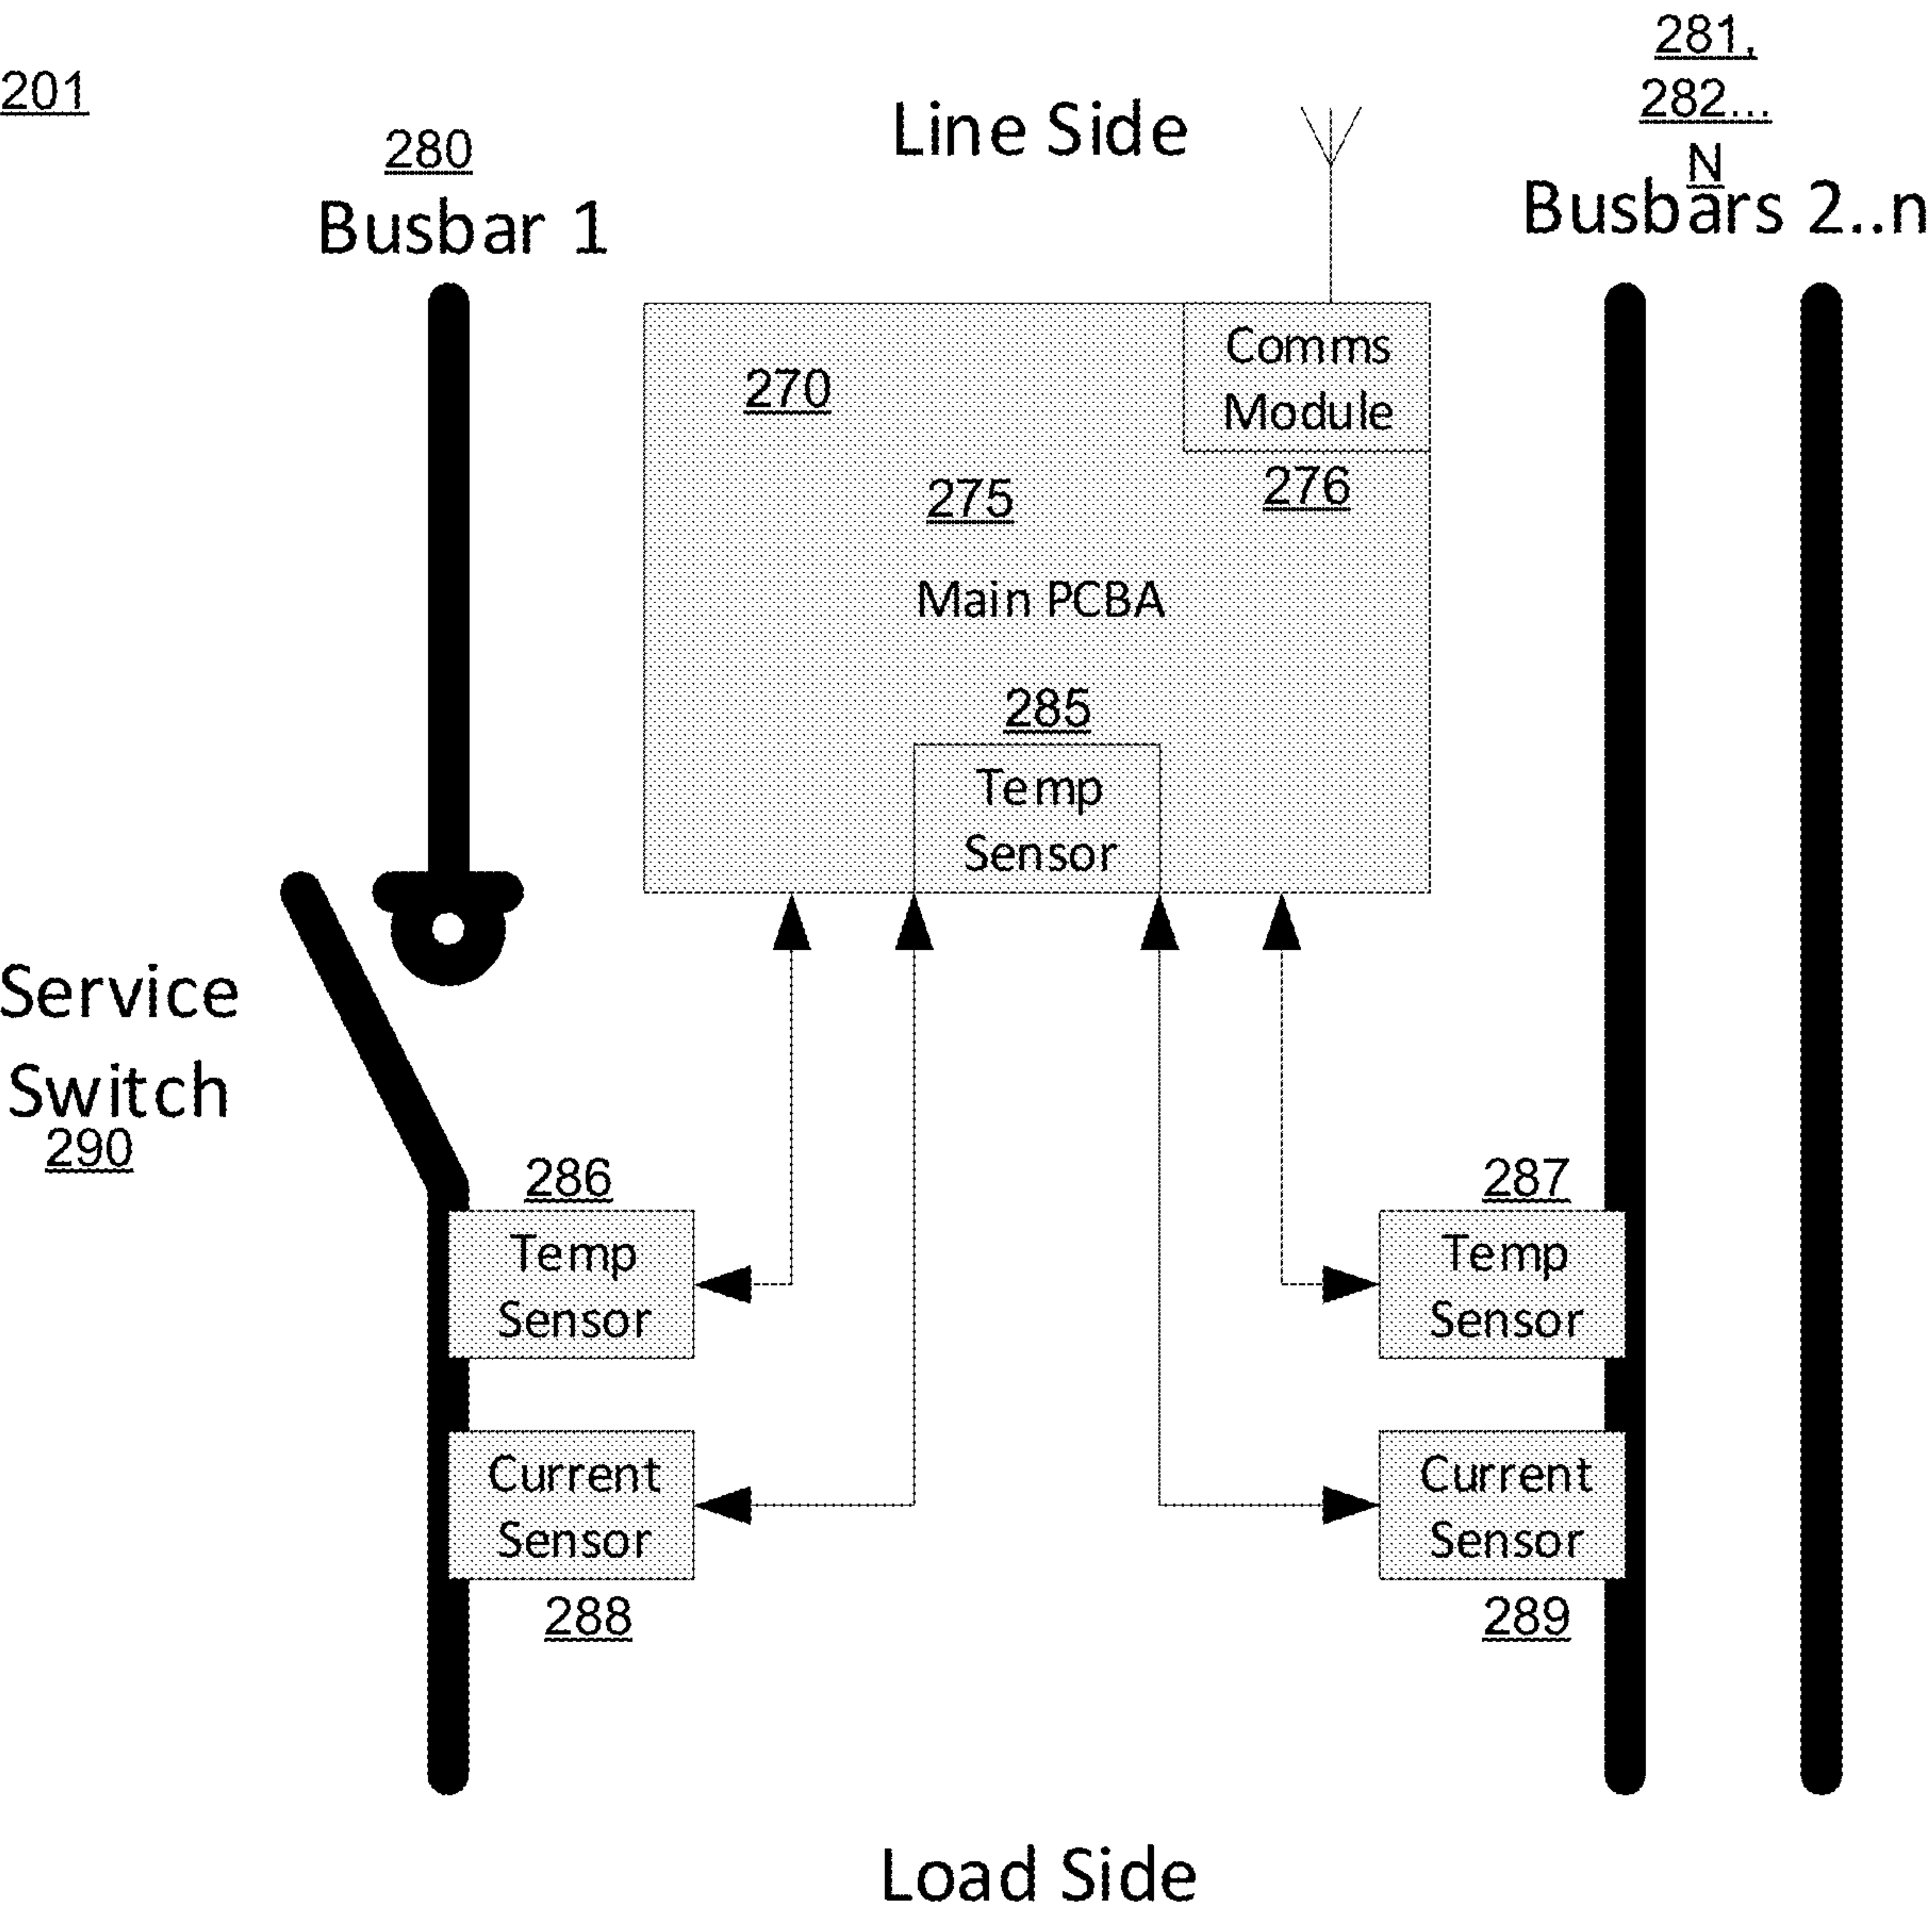 281,
201
282...
Line Side
280
N
Busbar 1
Busbars 2..n
Comms
Module
270
276
275
Main PCBA
285
Temp
Sensor
Service
Switch
290
286
Temp
Sensor
287
Temp
Sensor
Current
Sensor
288
Current
Sensor
289
Load Side